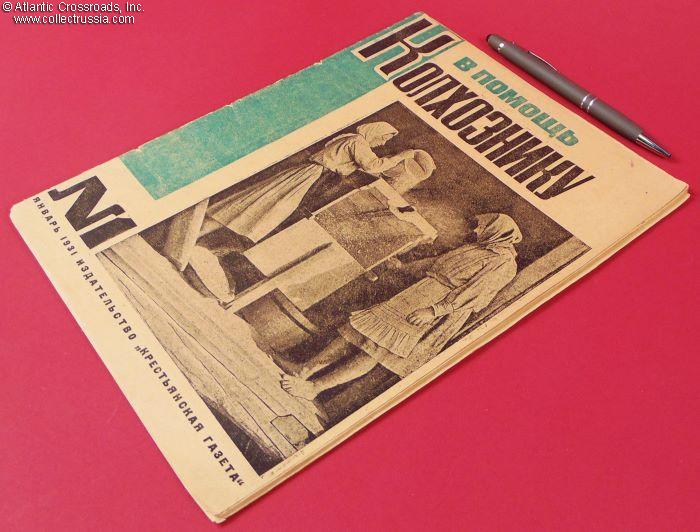 © Atlantic Crossroads, Inc.
www.collectrussia.com
В ПОМОЩЬ
КОЛХОЗНИКУ
№1
ЯНВАРЬ 1931 ИЗДАТЕЛЬСТВО „КРЕСТЬЯНСКАЯ ГАЗЕТА“